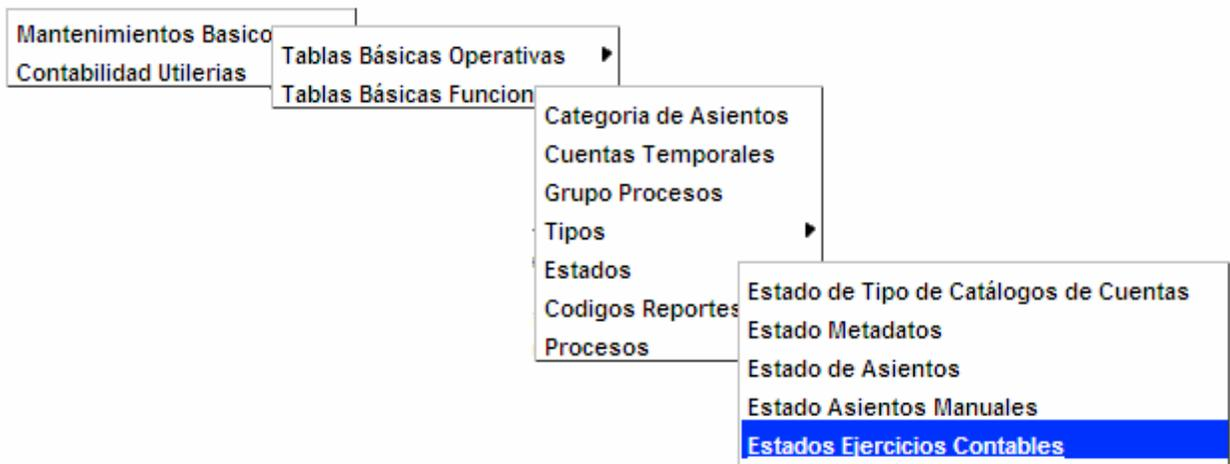 Mantenimientos Basico
Contabilidad Utilerias
Tablas Básicas Operativas
Tablas Básicas Funcion
Categoria de Asientos
Cuentas Temporales
Grupo Procesos
Tipos
Estados
Codigos Reportes
Procesos
Estado de Tipo de Catálogos de Cuentas
Estado Metadatos
Estado de Asientos
Estado Asientos Manuales
Estados Ejercicios Contables